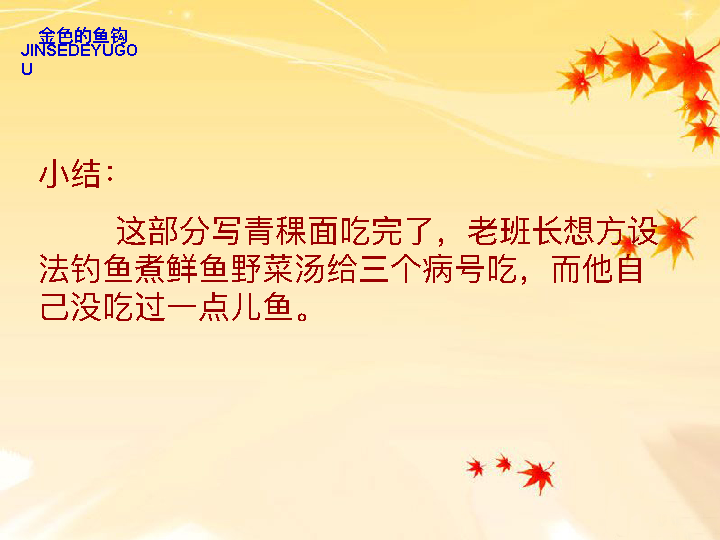 金色的鱼钩
JINSEDEYUGO
U
小结：
这部分写青稞面吃完了，老班长想方设
法钓鱼煮鲜鱼野菜汤给三个病号吃，而他自
己没吃过一点儿鱼。